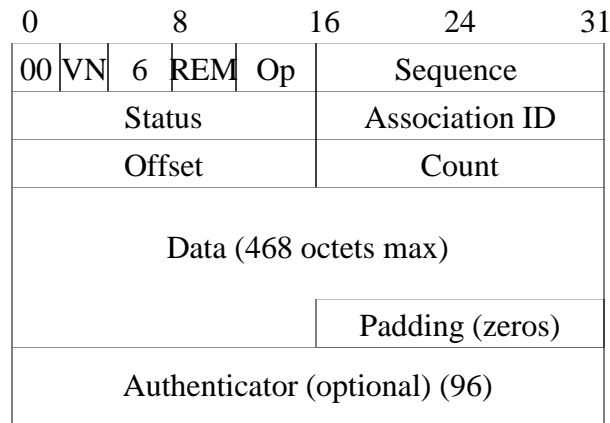 0 8 16 24 31
00 VN 6 REM Op Sequence
Status Association ID
Offset Count
Data (468 octets max)
Padding (zeros)
Authenticator (optional) (96)